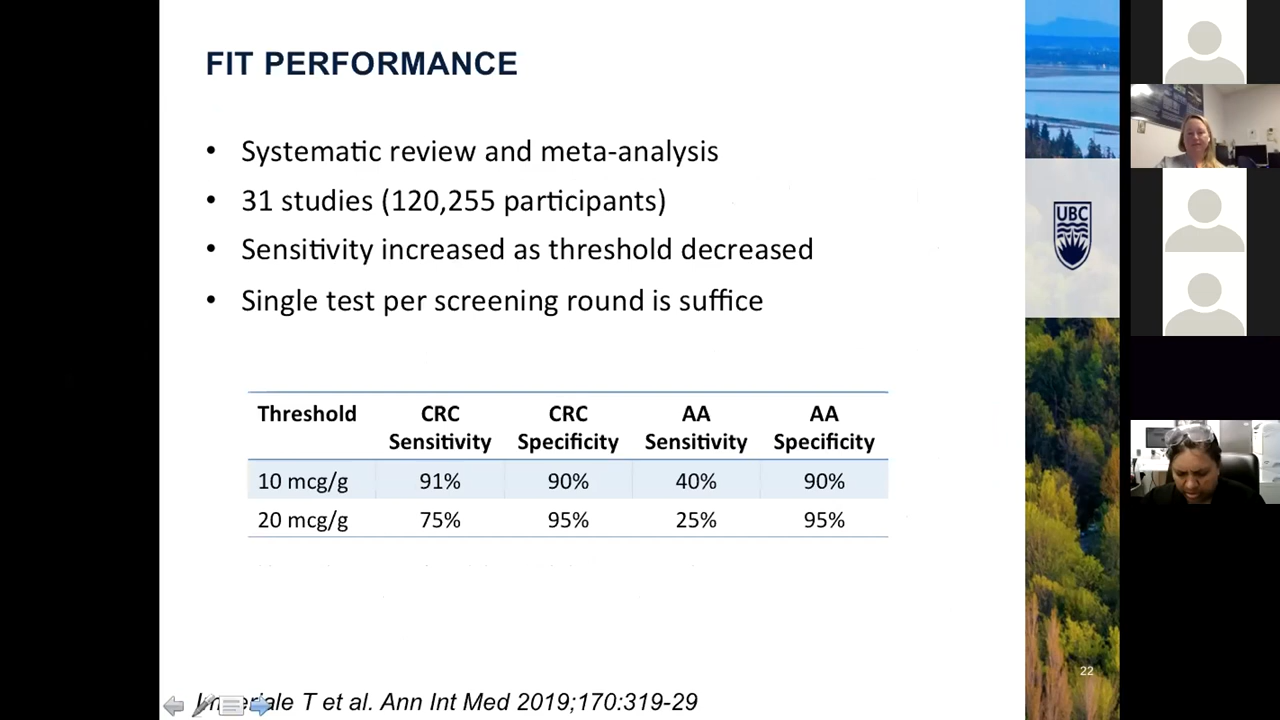 FIT PERFORMANCE
• Systematic review and meta-analysis
• 31 studies (120,255 participants)
• Sensitivity increased as threshold decreased
• Single test per screening round is suffice
Threshold CRC Sensitivity CRC Specificity AA Sensitivity AA Specificity
10 mcg/g 91% 90% 40% 90%
20 mcg/g 75% 95% 25% 95%
T et al. Ann Int Med 2019;170:319-29
UBC
22